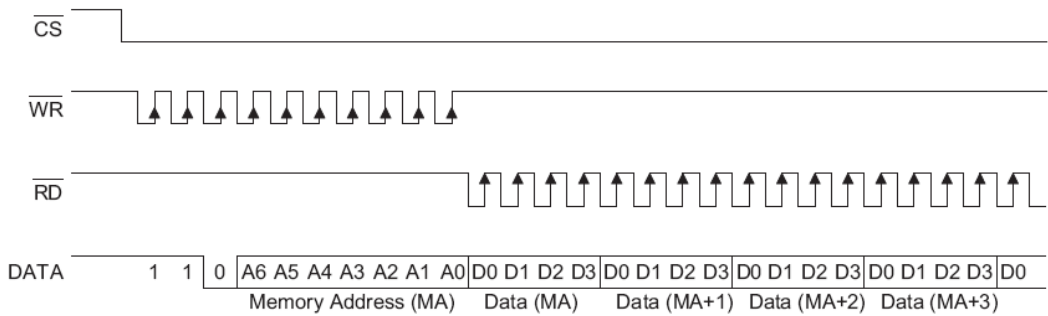 CS
WR
RD
DATA 1 1 0 A6 A5 A4 A3 A2 A1 A0 D0 D1 D2 D3 D0 D1 D2 D3 D0 D1 D2 D3 D0 D1 D2 D3 D0
Memory Address (MA) Data (MA) Data (MA+1) Data (MA+2) Data (MA+3)